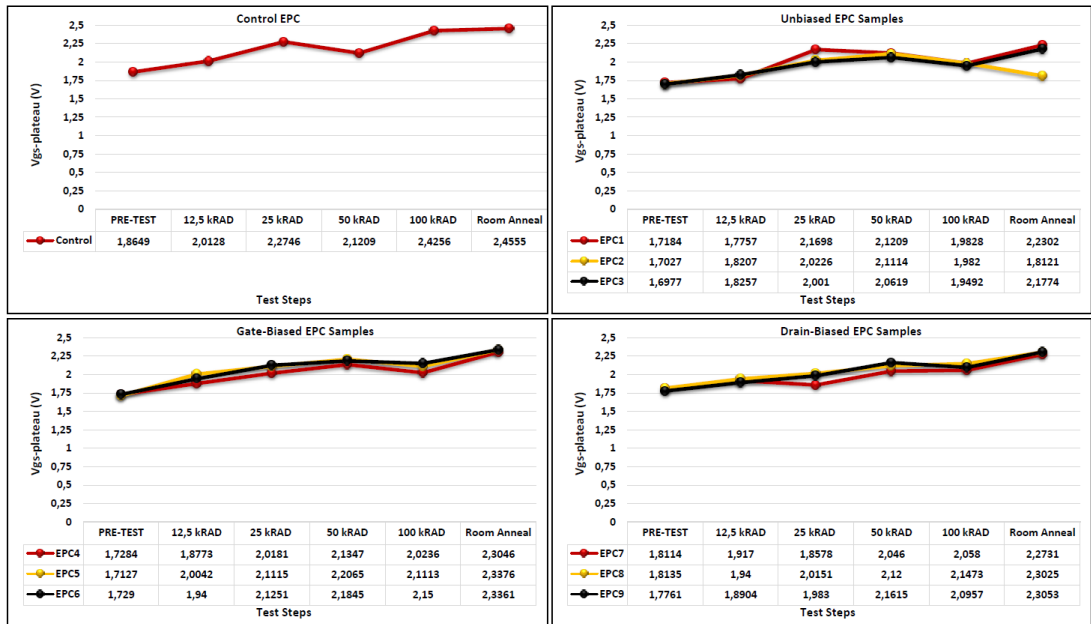 Control EPC
Vgs-plateau (V)
2,5
2,25
2
1,75
1,5
1,25
1
0,75
0,5
0,25
0
PRE-TEST 12,5 kRAD 25 kRAD 50 kRAD 100 kRAD Room Anneal
Control 1,8649 2,0128 2,2746 2,1209 2,4256 2,4555
Test Steps
Unbiased EPC Samples
Vgs-plateau (V)
2,5
2,25
2
1,75
1,5
1,25
1
0,75
0,5
0,25
0
PRE-TEST 12,5 kRAD 25 kRAD 50 kRAD 100 kRAD Room Anneal
EPC1 1,7184 1,7757 2,1698 2,1209 1,9828 2,2302
EPC2 1,7027 1,8207 2,0226 2,1114 1,982 1,8121
EPC3 1,6977 1,8257 2,001 2,0619 1,9492 2,1774
Test Steps
Gate-Biased EPC Samples
Vgs-plateau (V)
2,5
2,25
2
1,75
1,5
1,25
1
0,75
0,5
0,25
0
PRE-TEST 12,5 kRAD 25 kRAD 50 kRAD 100 kRAD Room Anneal
EPC4 1,7284 1,8773 2,0181 2,1347 2,0236 2,3046
EPC5 1,7127 2,0042 2,1115 2,2065 2,1113 2,3376
EPC6 1,729 1,94 2,1251 2,1845 2,15 2,3361
Test Steps
Drain-Biased EPC Samples
Vgs-plateau (V)
2,5
2,25
2
1,75
1,5
1,25
1
0,75
0,5
0,25
0
PRE-TEST 12,5 kRAD 25 kRAD 50 kRAD 100 kRAD Room Anneal
EPC7 1,8114 1,917 1,8578 2,046 2,058 2,2731
EPC8 1,8135 1,94 2,0151 2,12 2,1473 2,3025
EPC9 1,7761 1,8904 1,983 2,1615 2,0957 2,3053
Test Steps